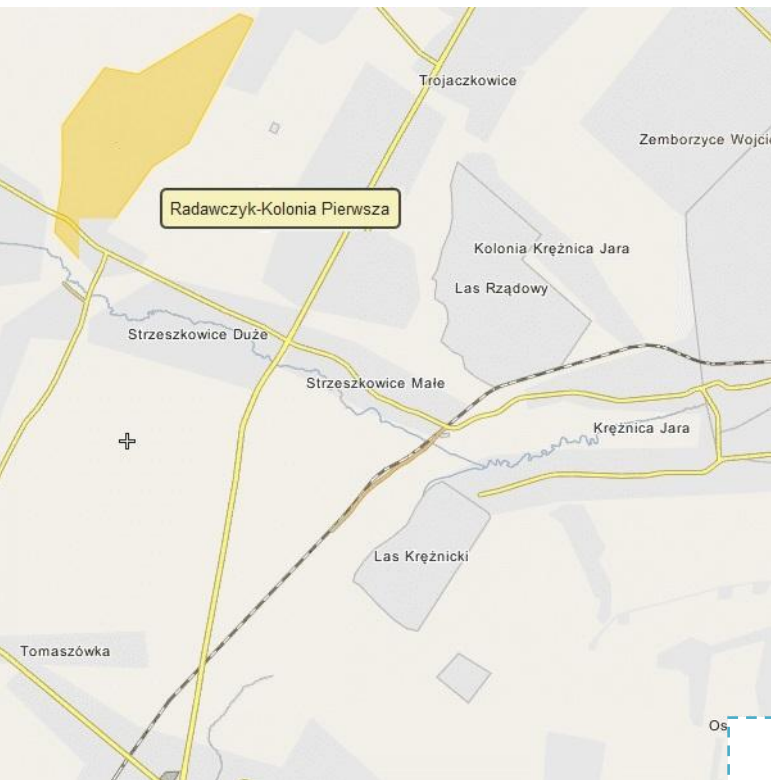 Trojaczkowice
Zemborzyce Wojcie
Radawczyk-Kolonia Pierwsza
Kolonia Krężnica Jara
Las Rządowy
Strzeszkowice Duże
Strzeszkowice Małe
Krężnica Jara
Las Krężnicki
Tomaszówka
Os